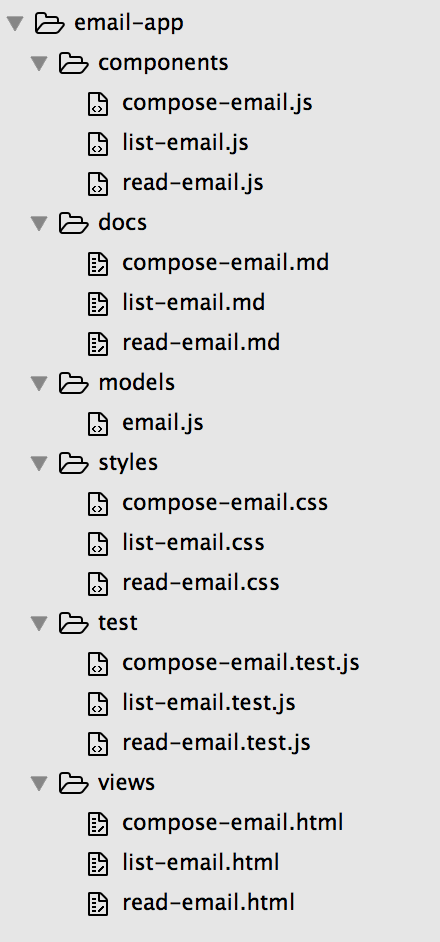 email-app
components
compose-email.js
list-email.js
read-email.js
docs
compose-email.md
list-email.md
read-email.md
models
email.js
styles
compose-email.css
list-email.css
read-email.css
test
compose-email.test.js
list-email.test.js
read-email.test.js
views
compose-email.html
list-email.html
read-email.html